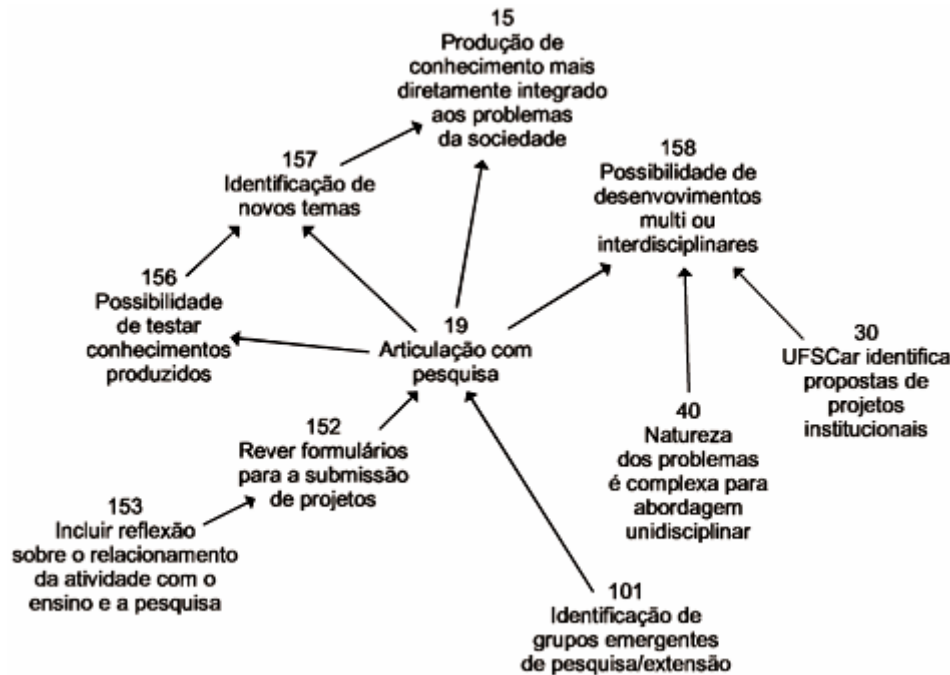 15
Produção de
conhecimento mais
diretamente integrado
aos problemas
da sociedade
157
Identificação de
novos temas
158
Possibilidade de
desenvovimentos
multi ou
interdisciplinares
156
Possibilidade
de testar
conhecimentos
produzidos
19
Articulação com
pesquisa
30
UFSCar identifica
propostas de
projetos
institucionais
152
Rever formulários
para a submissão
de projetos
40
Natureza
dos problemas
é complexa para
abordagem
unidisciplinar
153
Incluir reflexão
sobre o relacionamento
da atividade com o
ensino e a pesquisa
101
Identificação de
grupos emergentes
de pesquisa/extensão